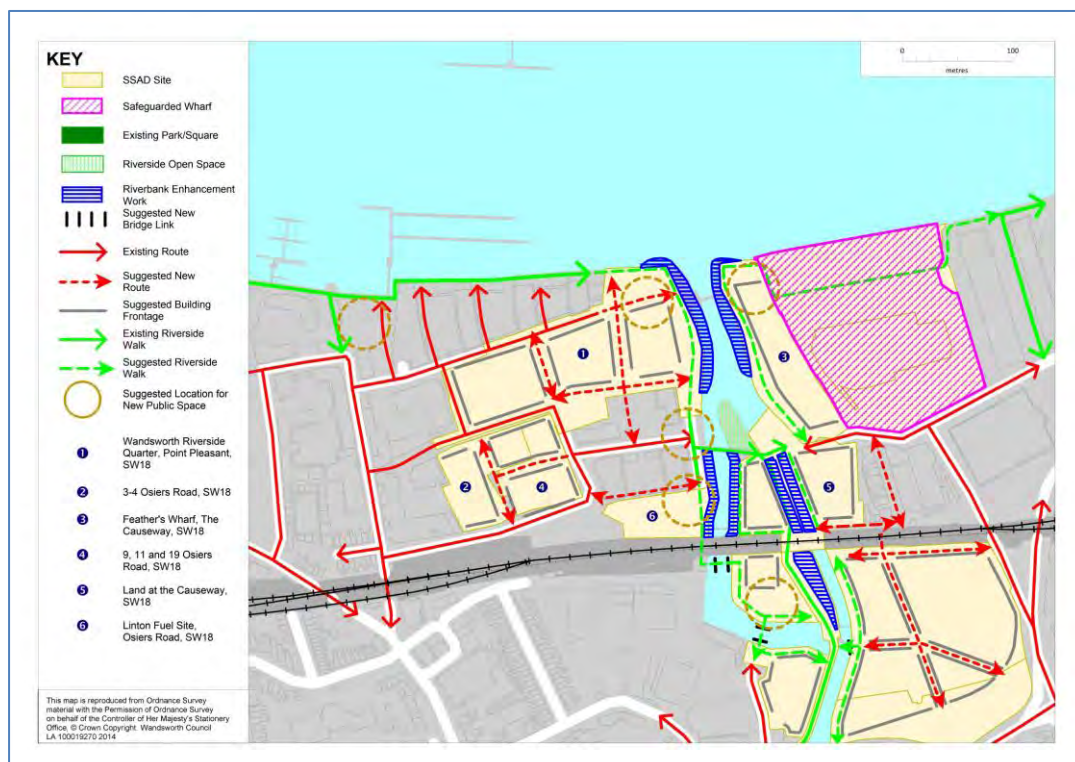 KEY
SSAD Site
Safeguarded Wharf
Existing Park/Square
Riverside Open Space
Riverbank Enhancement
Work
Suggested New
Bridge Link
Existing Route
Suggested New
Route
Suggested Building
Frontage
Existing Riverside
Walk
Suggested Riverside
Walk
Suggested Location for
New Public Space
1
Wandsworth Riverside
Quarter, Point Pleasant,
SW18
2
3-4 Osiers Road, SW18
3
Feather's Wharf, The
Causeway, SW18
4
9, 11 and 19 Osiers
Road, SW18
5
Land at the Causeway,
SW18
6
Linton Fuel Site,
Osiers Road, SW18
This map is reproduced from Ordnance Survey
material with the Permission of Ordnance Survey
on behalf of the Controller of Her Majesty's Stationery
Office, © Crown Copyright. Wandsworth Council
LA 100019270 2014
0 100
metres
1
3
2
4
5
6